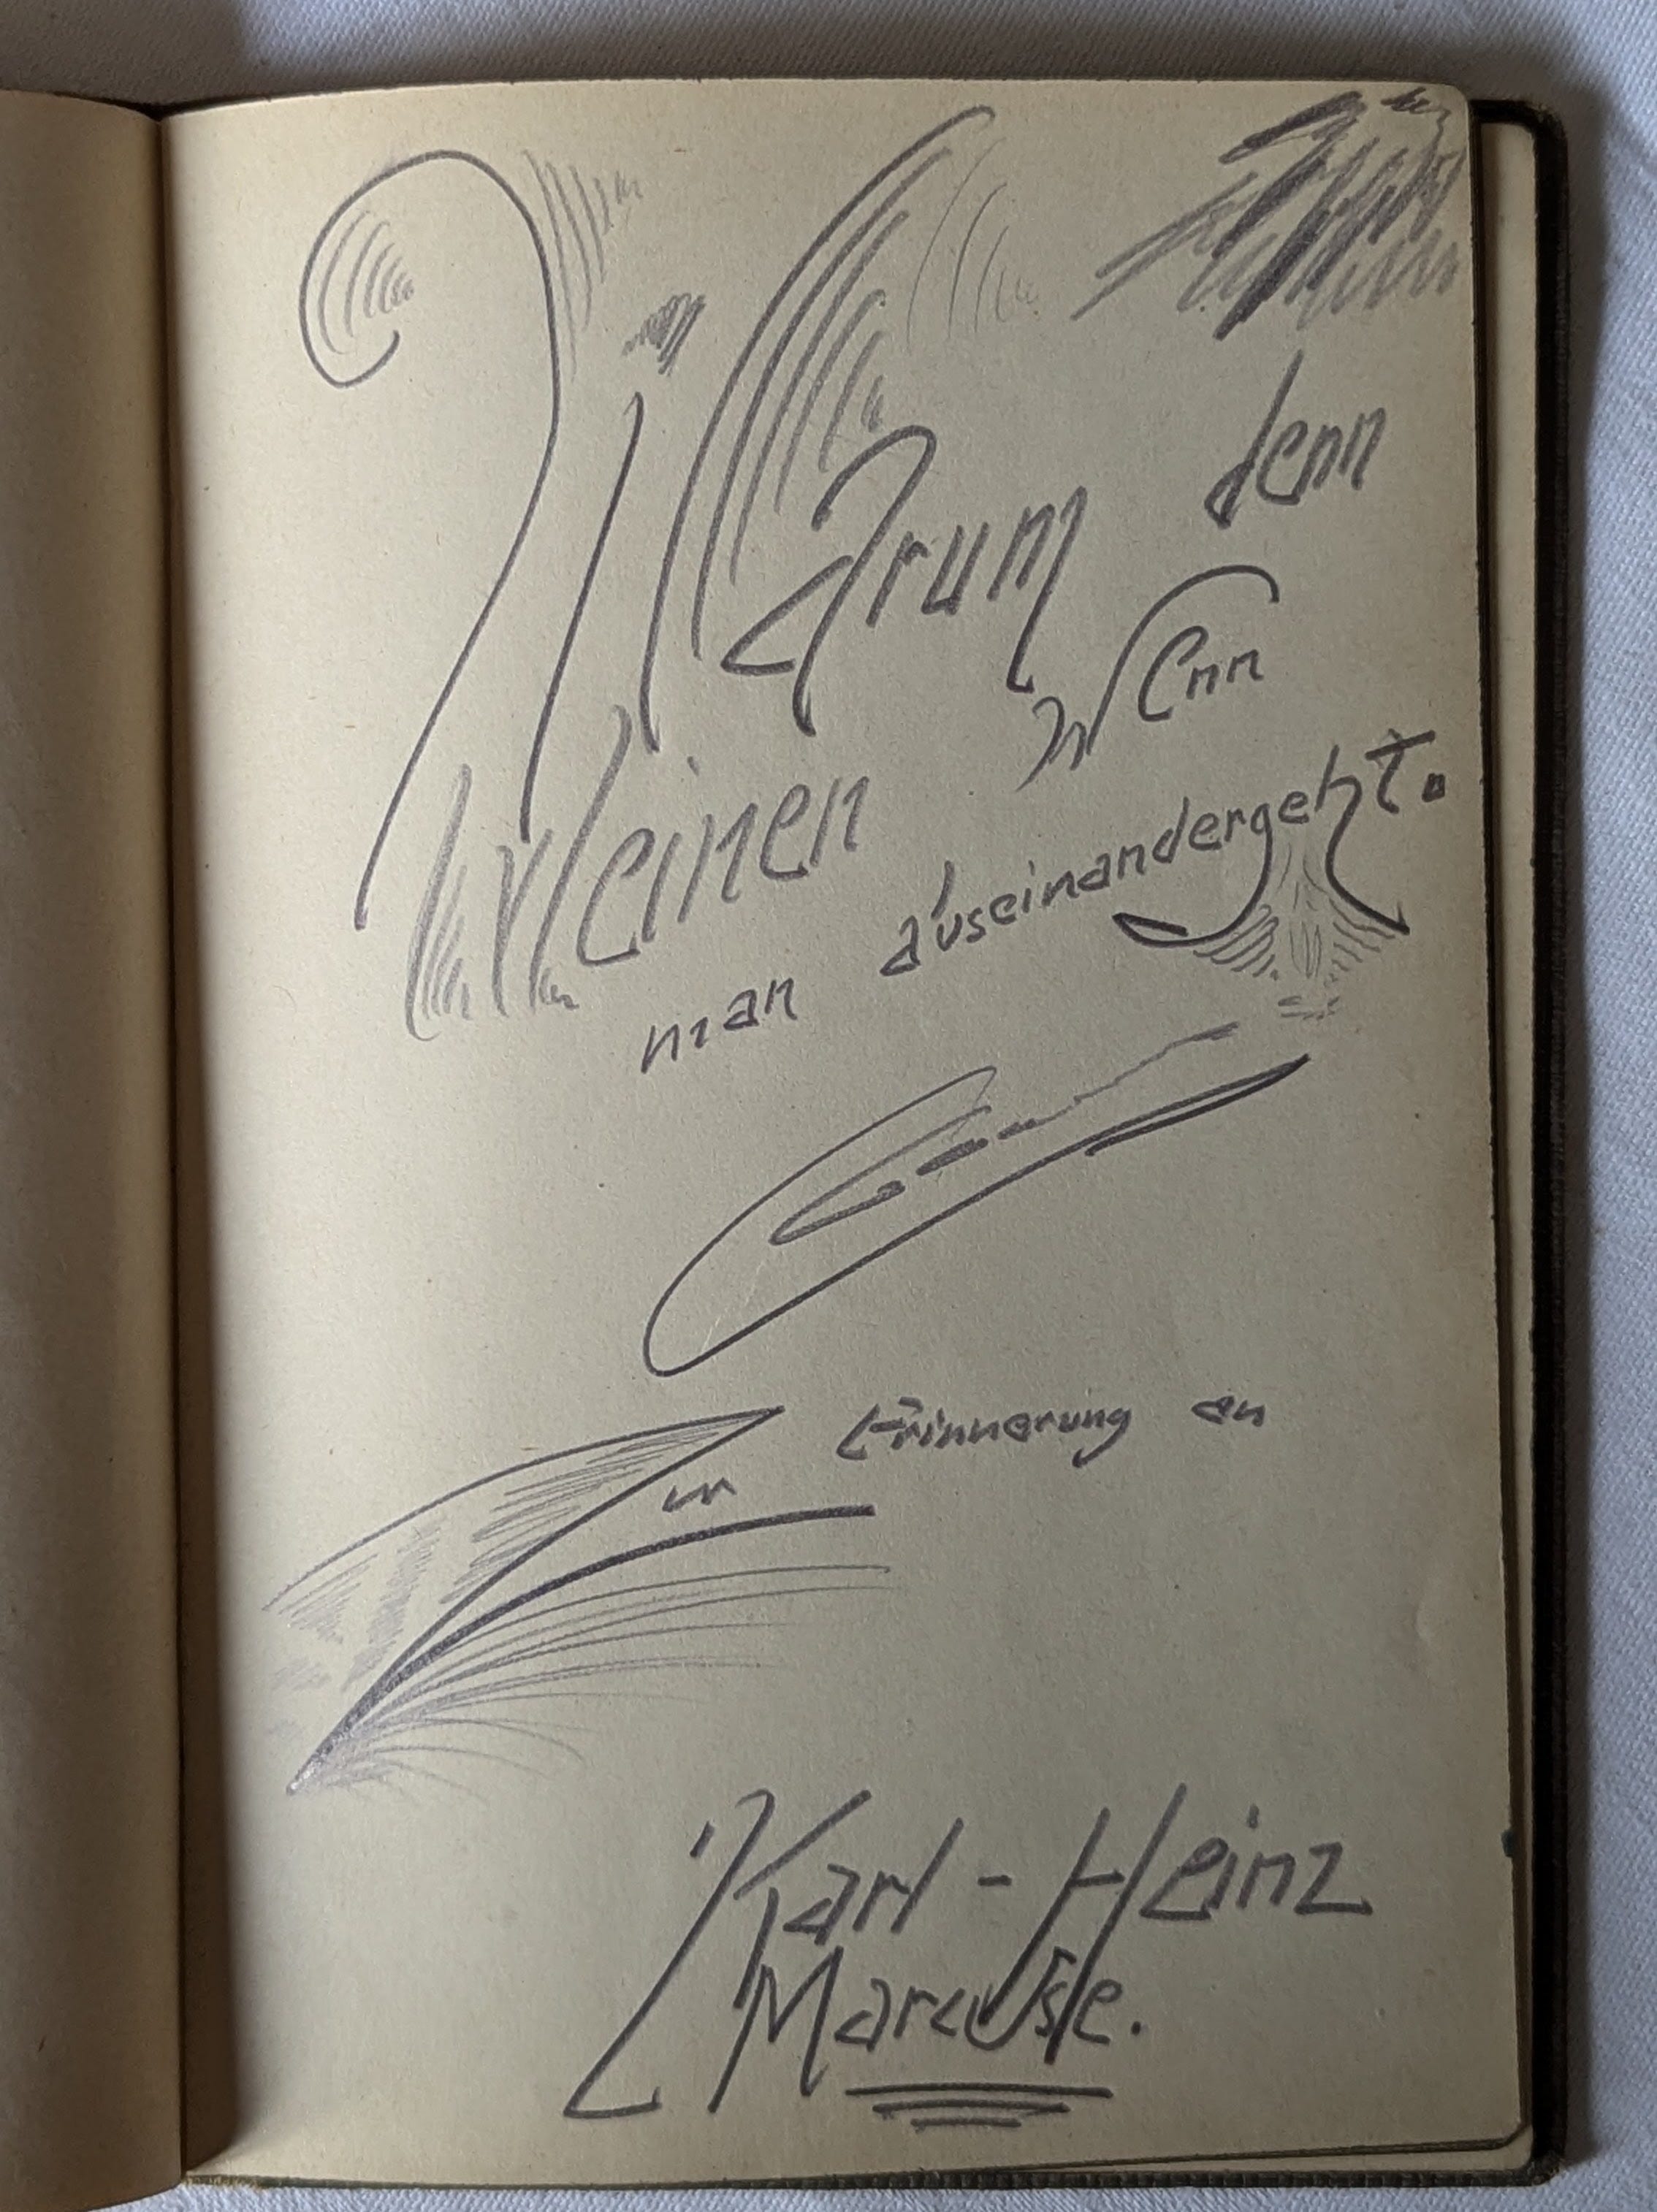 Warum denn
weinen wenn
man auseinandergeht.
Zur Erinnerung an
Karl-Heinz
Marcuse.